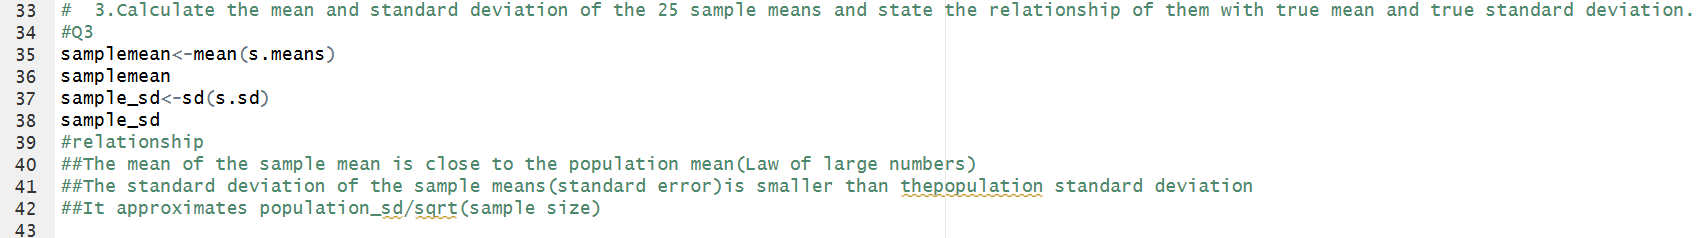 33 #  3.Calculate the mean and standard deviation of the 25 sample means and state the relationship of them with true mean and true standard deviation.
34 #Q3
35 samplemean<-mean(s.means)
36 samplemean
37 sample_sd<-sd(s.sd)
38 sample_sd
39 #relationship
40 ##The mean of the sample mean is close to the population mean(Law of large numbers)
41 ##The standard deviation of the sample means(standard error)is smaller than thepopulation standard deviation
42 ##It approximates population_sd/sqrt(sample size)
43